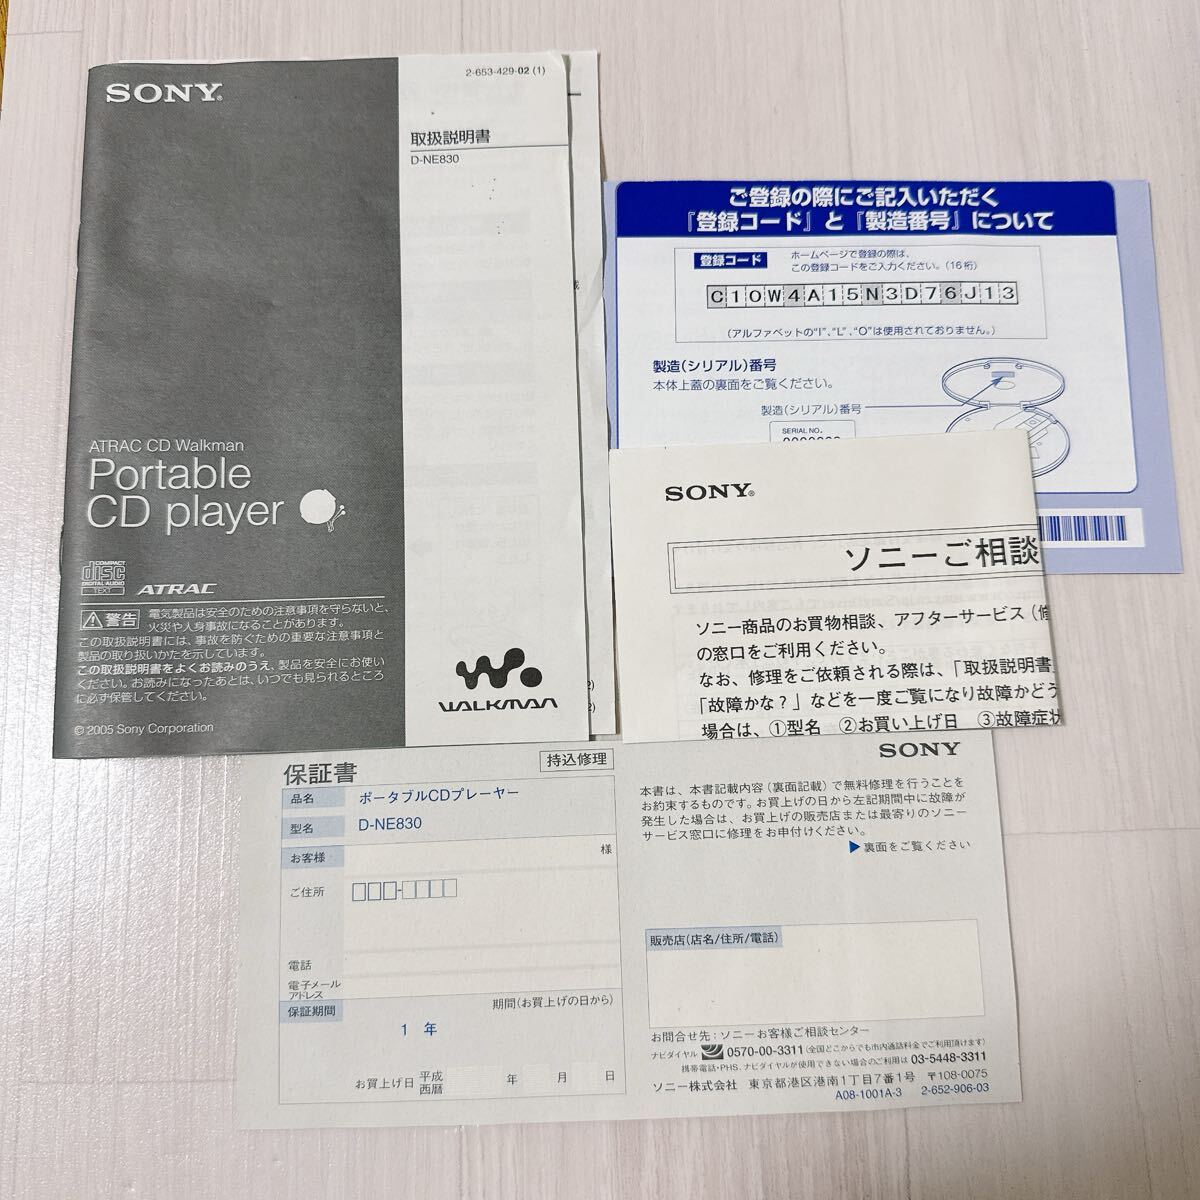 SONY®
2-653-429-02 (1)
取扱説明書
D-NE830
ATRAC CD Walkman
Portable
CD player
COMPACT
disc
DIGITAL AUDIO
TEXT
ATRAC
警告
電気製品は安全のための注意事項を守らないと、
火災や人身事故になることがあります。
この取扱説明書には、事故を防ぐための重要な注意事項と
製品の取り扱いかたを示しています。
この取扱説明書をよくお読みのうえ、製品を安全にお使い
ください。お読みになったあとは、いつでも見られるところ
に必ず保管してください。
© 2005 Sony Corporation
WALKMAN
ご登録の際にご記入いただく
『登録コード』と『製造番号』について
登録コード
ホームページで登録の際は、
この登録コードをご入力ください。(16桁)
C10W4A15N3D76J13
(アルファベットの“I”、“L”、“O”は使用されておりません。)
製造(シリアル)番号
本体上蓋の裏面をご覧ください。
製造(シリアル)番号
SERIAL NO.
SONY®
ソニーご相談
ソニー商品のお買物相談、アフターサービス(修
の窓口をご利用ください。
なお、修理をご依頼される際は、「取扱説明書」
「故障かな？」などを一度ご覧になり故障かどう
場合は、①型名 ②お買い上げ日 ③故障症状
保証書
持込修理
品名 ポータブルCDプレーヤー
型名 D-NE830
お客様 様
ご住所
電話
電子メール
アドレス
保証期間 期間(お買上げの日から)
1 年
お買上げ日 平成 西暦 年 月 日
SONY
本書は、本書記載内容(裏面記載)で無料修理を行うことを
お約束するものです。お買上げの日から左記期間中に故障が
発生した場合は、お買上げの販売店または最寄りのソニー
サービス窓口に修理をお申付けください。
▶裏面をご覧ください
販売店(店名/住所/電話)
お問合せ先：ソニーお客様ご相談センター
ナビダイヤル 0570-00-3311 (全国どこからでも市内通話料金でご利用頂けます)
携帯電話・PHS、ナビダイヤルが使用できない場合のご利用は 03-5448-3311
ソニー株式会社 東京都港区港南1丁目7番1号 〒108-0075
A08-1001A-3 2-652-906-03